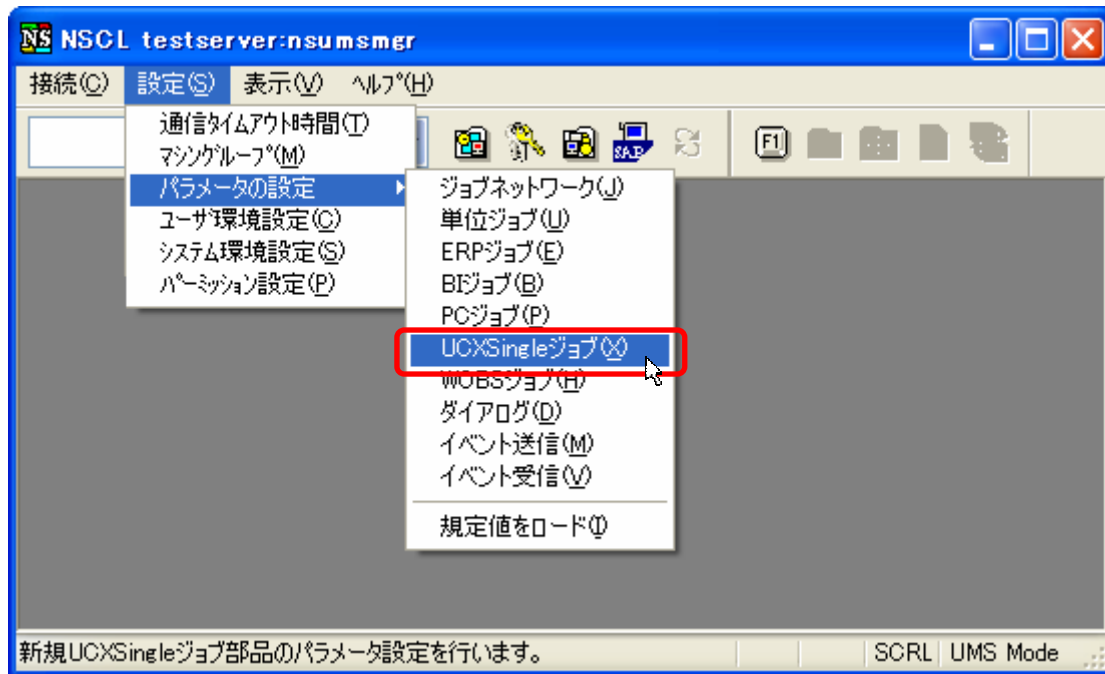 NS NSCL testserver:nsumsmgr
接続(C) 設定(S) 表示(V) ﾍﾙﾌﾟ(H)
通信ﾀｲﾑｱｳﾄ時間(T)
ﾏｼﾝｸﾞﾙｰﾌﾟ(M)
パラメータの設定
ﾕｰｻﾞ環境設定(C)
ｼｽﾃﾑ環境設定(S)
ﾊﾟｰﾐｯｼｮﾝ設定(P)
SAP
F1
ジョブネットワーク(J)
単位ジョブ(U)
ERPジョブ(E)
BIジョブ(B)
PCジョブ(P)
UCXSingleジョブ(X)
WOBSジョブ(H)
ダイアログ(D)
イベント送信(M)
イベント受信(V)
規定値をロード(I)
新規UCXSingleジョブ部品のパラメータ設定を行います。
SCRL UMS Mode